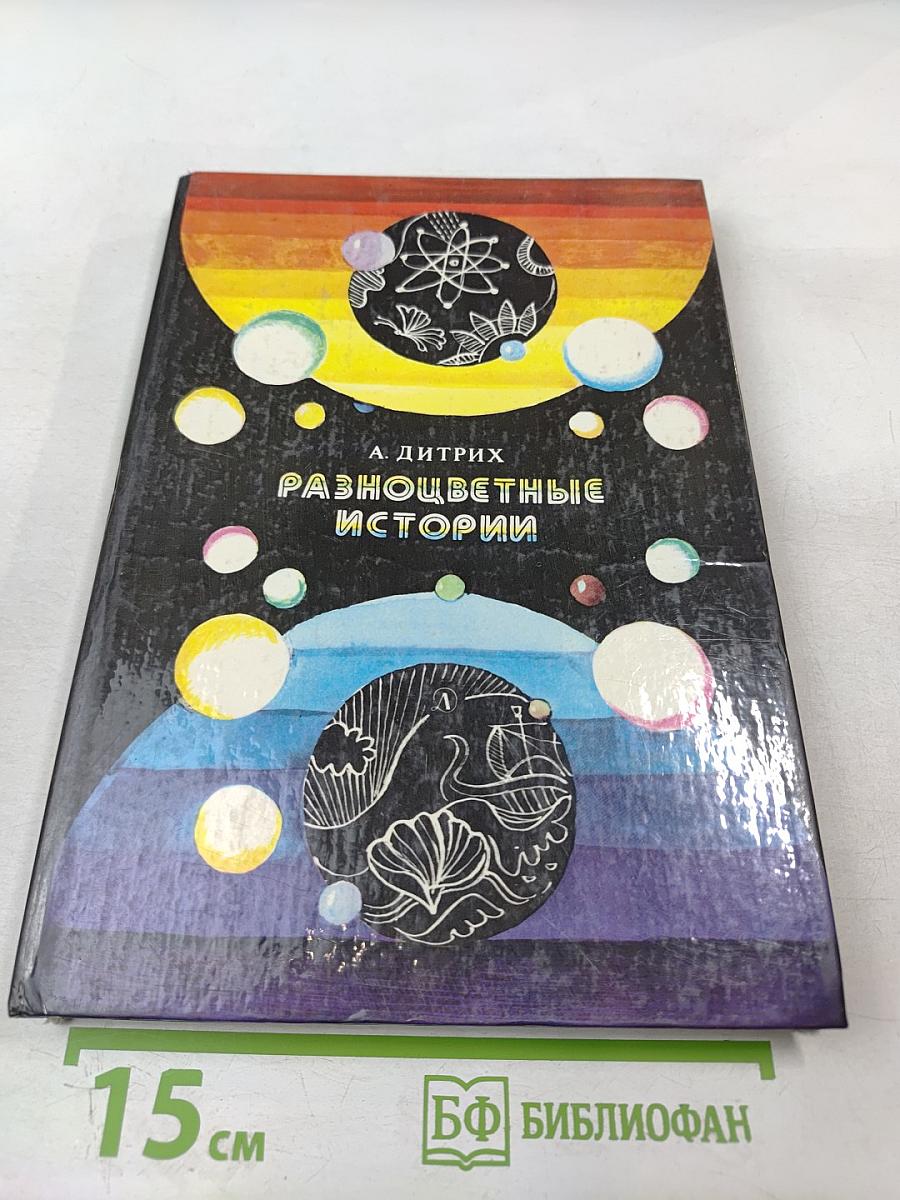 А. ДИТРИХ
РАЗНОЦВЕТНЫЕ
ИСТОРИИ
15 см
БФ БИБЛИОФАН